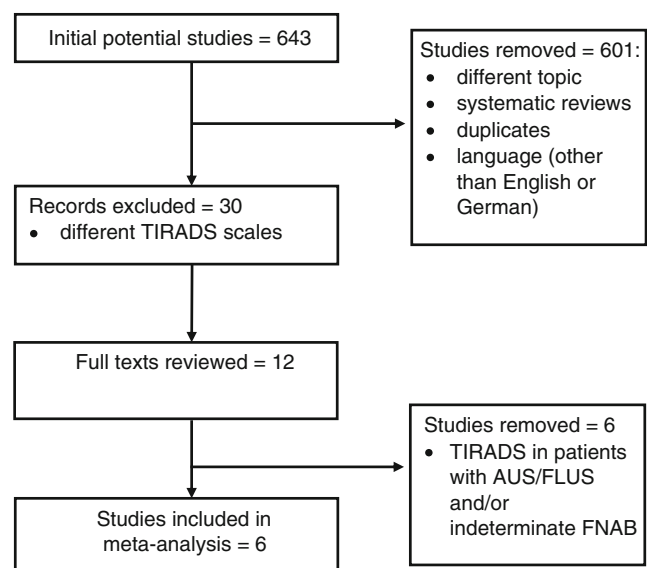 Initial potential studies = 643
Studies removed = 601:
• different topic
• systematic reviews
• duplicates
• language (other
than English or
German)
Records excluded = 30
• different TIRADS scales
Full texts reviewed = 12
Studies removed = 6
• TIRADS in patients
with AUS/FLUS
and/or
indeterminate FNAB
Studies included in
meta-analysis = 6